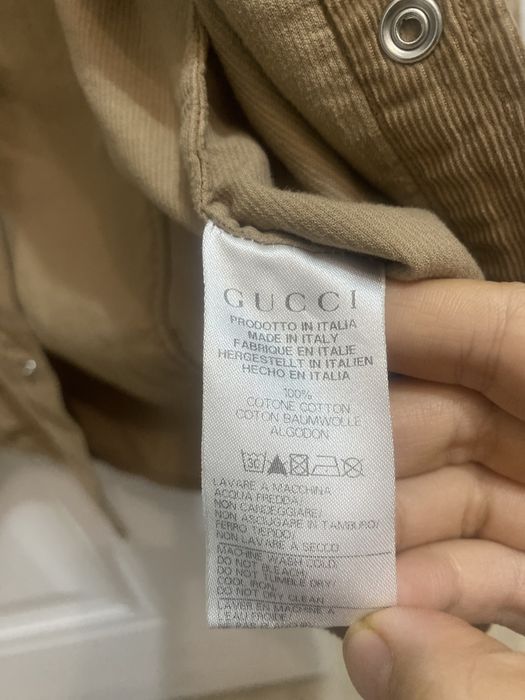 GUCCI
PRODOTTO IN ITALIA
MADE IN ITALY
FABRIQUE EN ITALIE
HERGESTELLT IN ITALIEN
HECHO EN ITALIA
100%
COTONE COTTON
COTON BAUMWOLLE
ALGODON
30
LAVARE A MACCHINA
ACQUA FREDDA
NON CANDEGGIARE/
NON ASCIUGARE IN TAMBURO/
FERRO TIEPIDO/
NON LAVARE A SECCO
MACHINE WASH COLD
DO NOT BLEACH/
DO NOT TUMBLE DRY/
COOL IRON/
DO NOT DRY CLEAN
LAVER EN MACHINE A
L'EAU FROIDE/
NE PAS